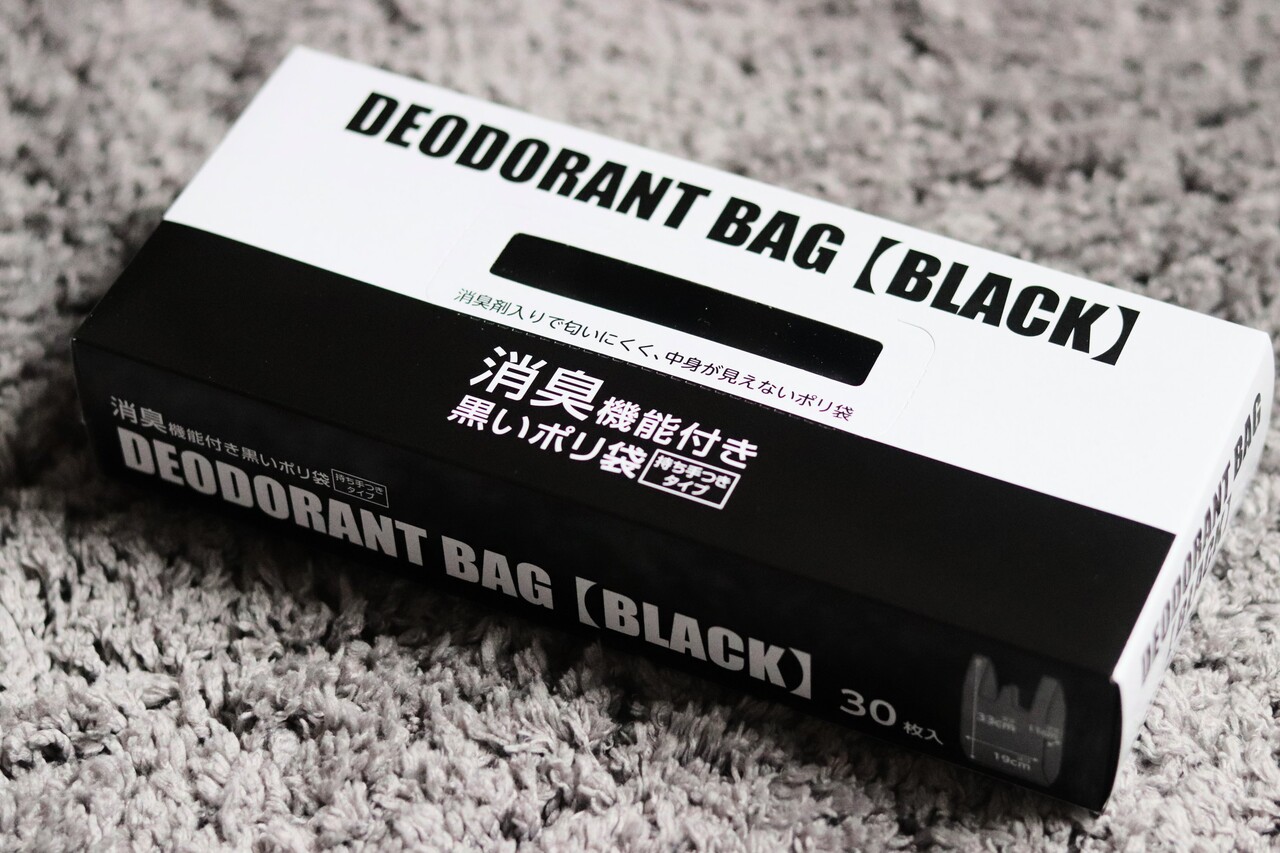 DEODORANT BAG【BLACK】
消臭剤入りで匂いにくく、中身が見えないポリ袋
消臭機能付き
黒いポリ袋 持ち手つき
タイプ
消臭機能付き黒いポリ袋 持ち手つき
タイプ
DEODORANT BAG【BLACK】
30枚入
33cm
19cm
DEODORANT BAG